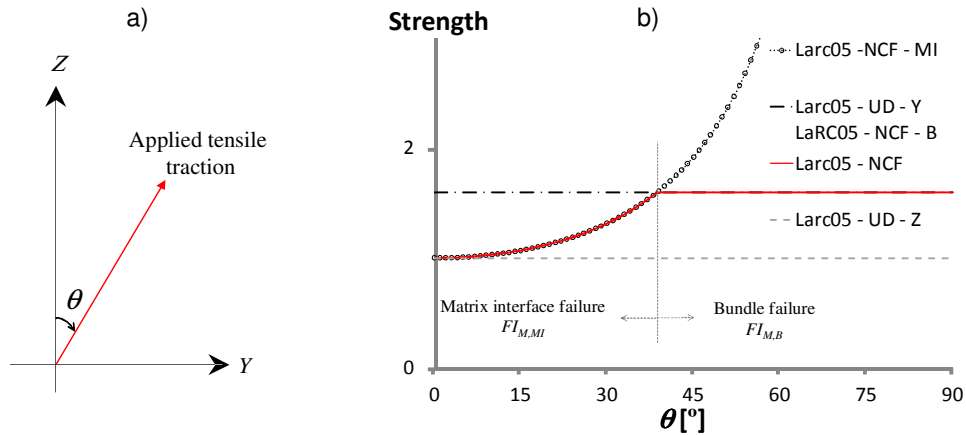 a)
Z
Applied tensile
traction
θ
Y
b)
Strength
2
0
Larc05 -NCF - MI
Larc05 - UD - Y
LaRC05 - NCF - B
Larc05 - NCF
Larc05 - UD - Z
Matrix interface failure
FI_M,MI
Bundle failure
FI_M,B
0 15 30 45 60 75 90
θ [º]